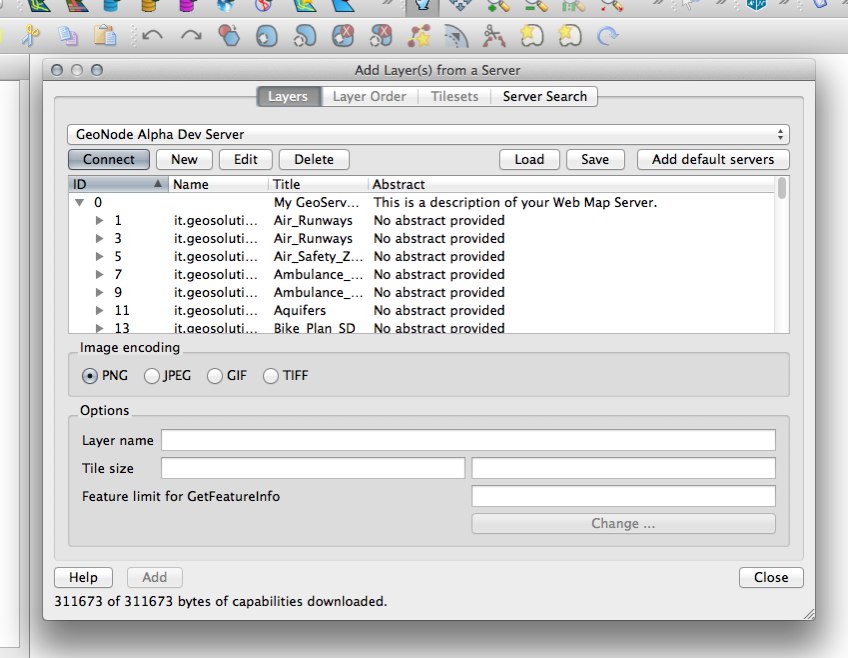 Add Layer(s) from a Server
Layers Layer Order Tilesets Server Search
GeoNode Alpha Dev Server
Connect New Edit Delete Load Save Add default servers
ID Name Title Abstract
0 My GeoServ... This is a description of your Web Map Server.
1 it.geosoluti... Air_Runways No abstract provided
3 it.geosoluti... Air_Runways No abstract provided
5 it.geosoluti... Air_Safety_Z... No abstract provided
7 it.geosoluti... Ambulance_... No abstract provided
9 it.geosoluti... Ambulance_... No abstract provided
11 it.geosoluti... Aquifers No abstract provided
13 it.geosoluti... Bike_Plan_SD No abstract provided
Image encoding
PNG JPEG GIF TIFF
Options
Layer name
Tile size
Feature limit for GetFeatureInfo
Change ...
Help Add Close
311673 of 311673 bytes of capabilities downloaded.